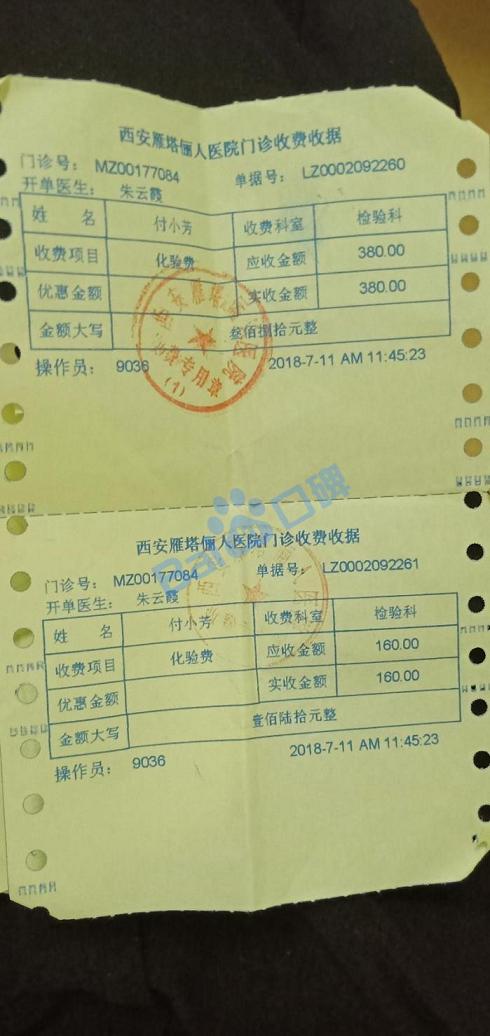 西安雁塔俪人医院门诊收费收据
门诊号： MZ00177084 单据号： LZ0002092260
开单医生： 朱云霞
姓 名 付小芳 收费科室 检验科
收费项目 化验费 应收金额 380.00
优惠金额 实收金额 380.00
金额大写 叁佰捌拾元整
操作员： 9036 2018-7-11 AM 11:45:23
收费专用章
(1)
Bai 口碑
西安雁塔俪人医院门诊收费收据
门诊号： MZ00177084 单据号： LZ0002092261
开单医生： 朱云霞
姓 名 付小芳 收费科室 检验科
收费项目 化验费 应收金额 160.00
优惠金额 实收金额 160.00
金额大写 壹佰陆拾元整
操作员： 9036 2018-7-11 AM 11:45:23